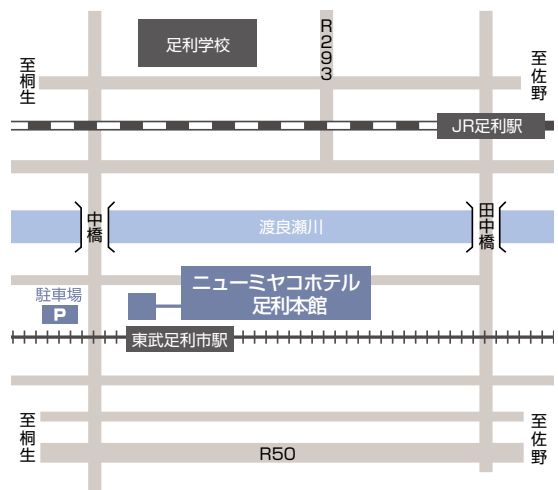 足利学校
R293
至桐生
至佐野
JR足利駅
中橋
渡良瀬川
田中橋
ニューミヤコホテル
足利本館
駐車場
P
東武足利市駅
至桐生
至佐野
R50